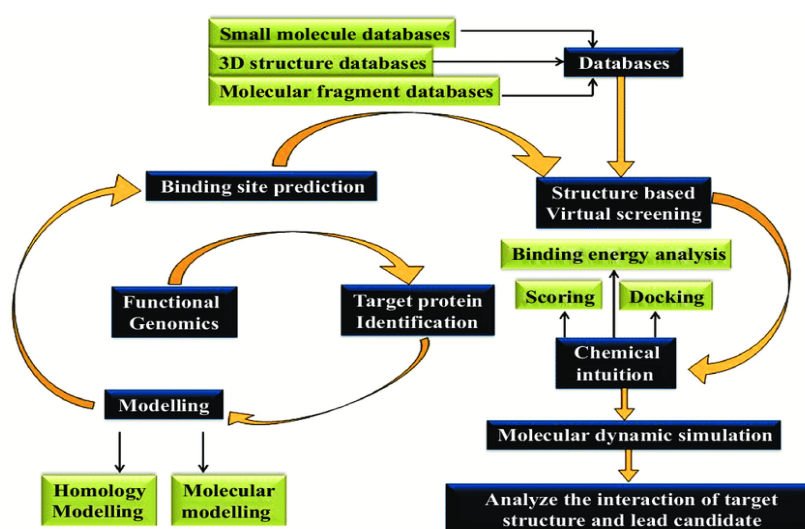 Small molecule databases
3D structure databases
Databases
Molecular fragment databases
Binding site prediction
Structure based
Virtual screening
Binding energy analysis
Functional
Genomics
Target protein
Identification
Scoring
Docking
Chemical
intuition
Modelling
Molecular dynamic simulation
Homology
Modelling
Molecular
modelling
Analyze the interaction of target
structure and lead candidate